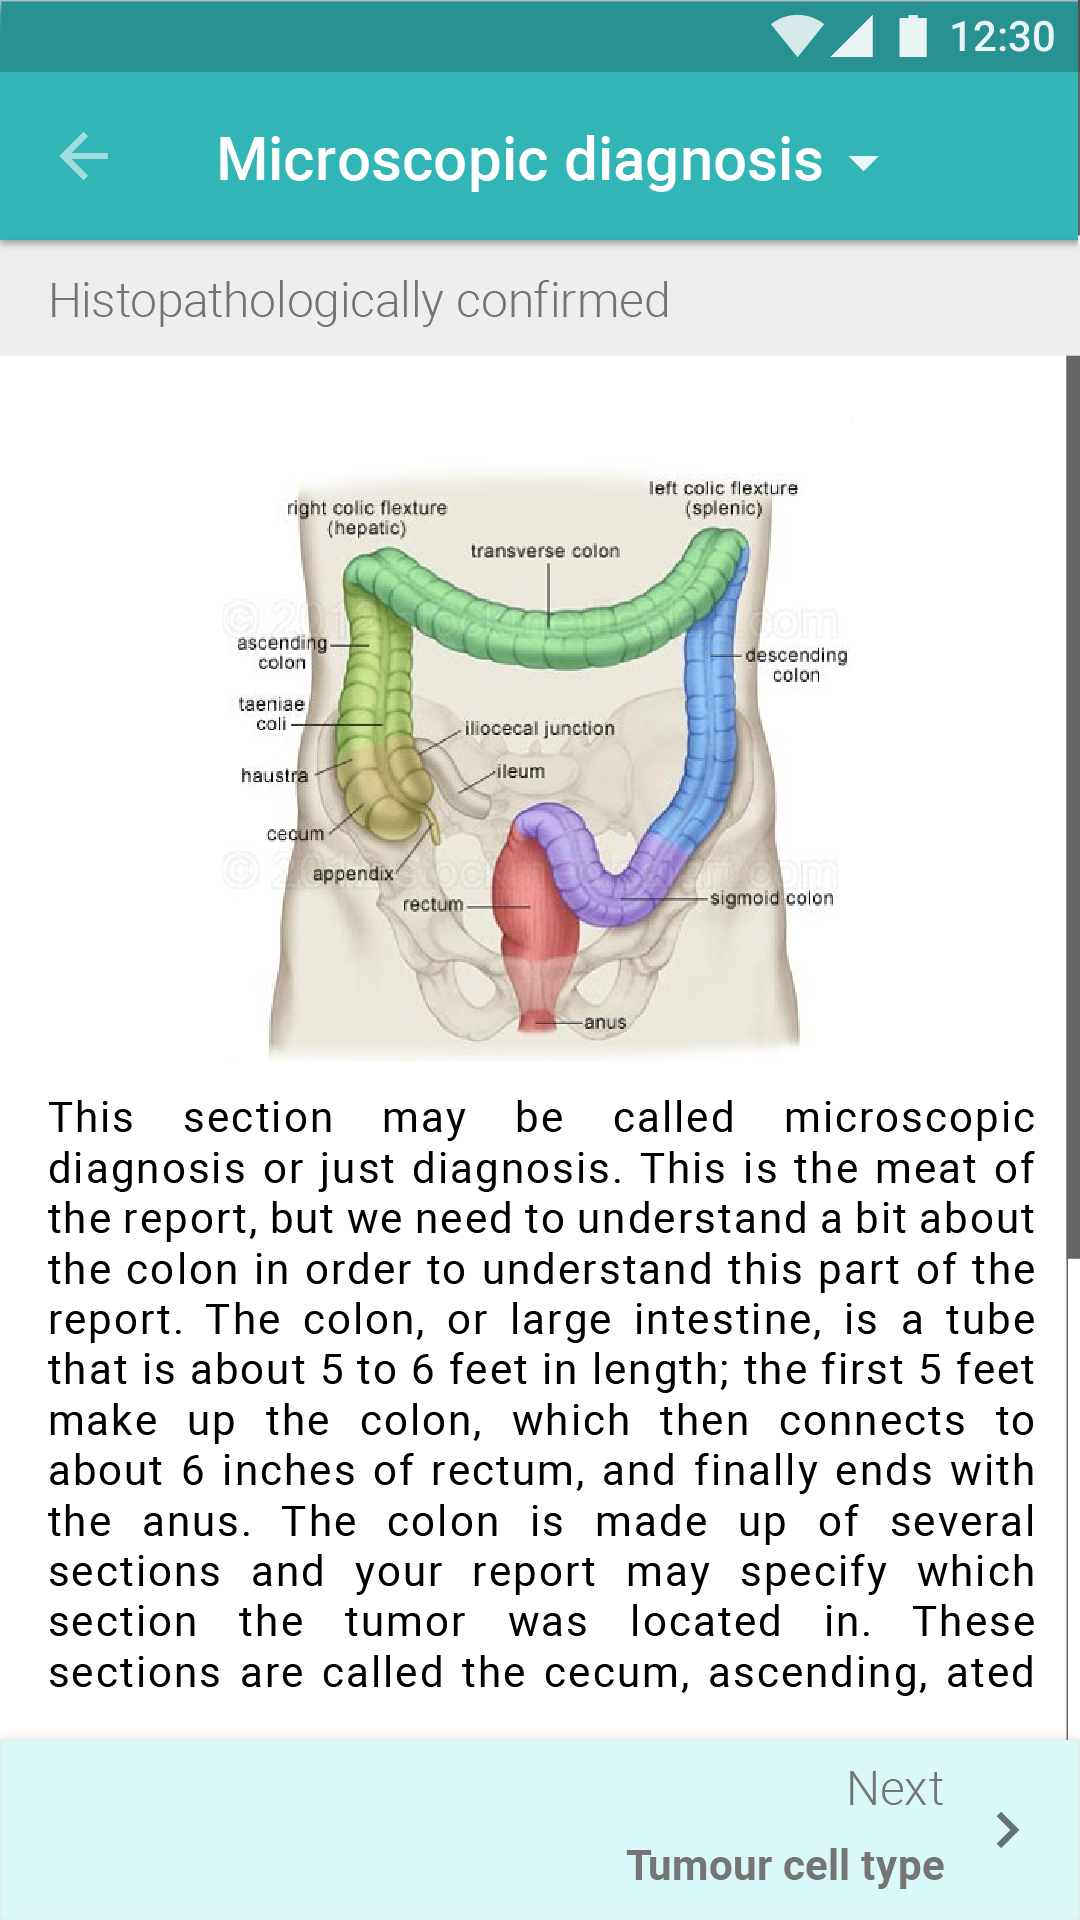 12:30
Microscopic diagnosis
Histopathologically confirmed
left colic flexture
(splenic)
right colic flexture
(hepatic)
transverse colon
ascending
colon
descending
colon
taeniae
coli
iliocecal junction
haustra
ileum
cecum
appendix
rectum
sigmoid colon
anus
This section may be called microscopic
diagnosis or just diagnosis. This is the meat of
the report, but we need to understand a bit about
the colon in order to understand this part of the
report. The colon, or large intestine, is a tube
that is about 5 to 6 feet in length; the first 5 feet
make up the colon, which then connects to
about 6 inches of rectum, and finally ends with
the anus. The colon is made up of several
sections and your report may specify which
section the tumor was located in. These
sections are called the cecum, ascending, ated
Next
Tumour cell type